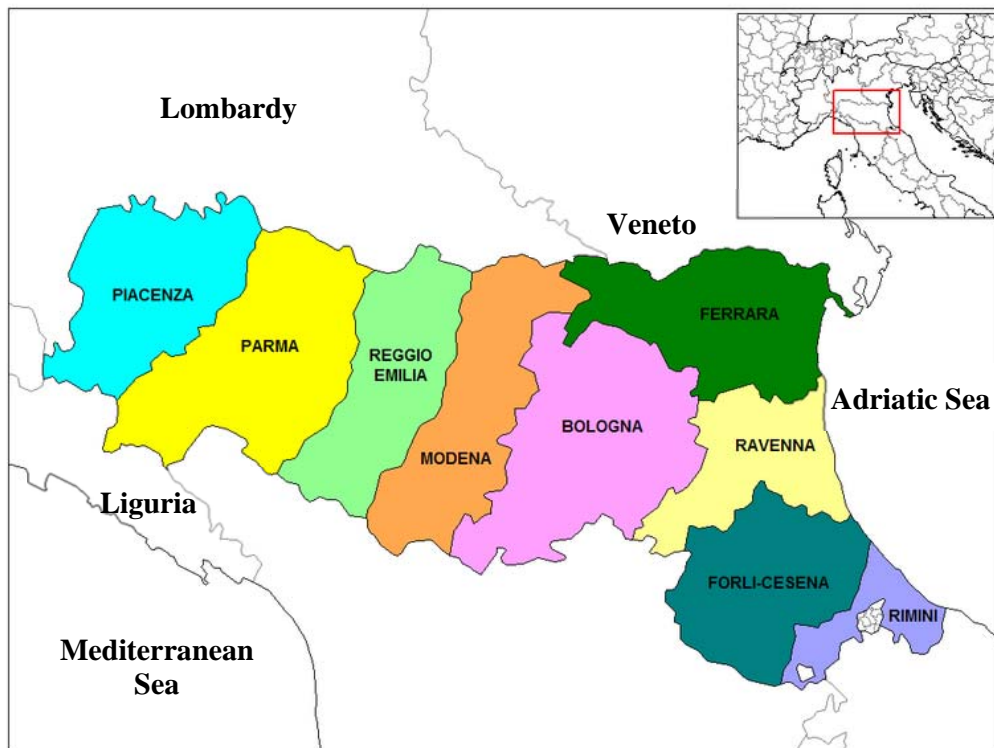 Lombardy
Veneto
PIACENZA
FERRARA
PARMA
REGGIO
EMILIA
Adriatic Sea
BOLOGNA
RAVENNA
MODENA
Liguria
FORLI-CESENA
RIMINI
Mediterranean
Sea